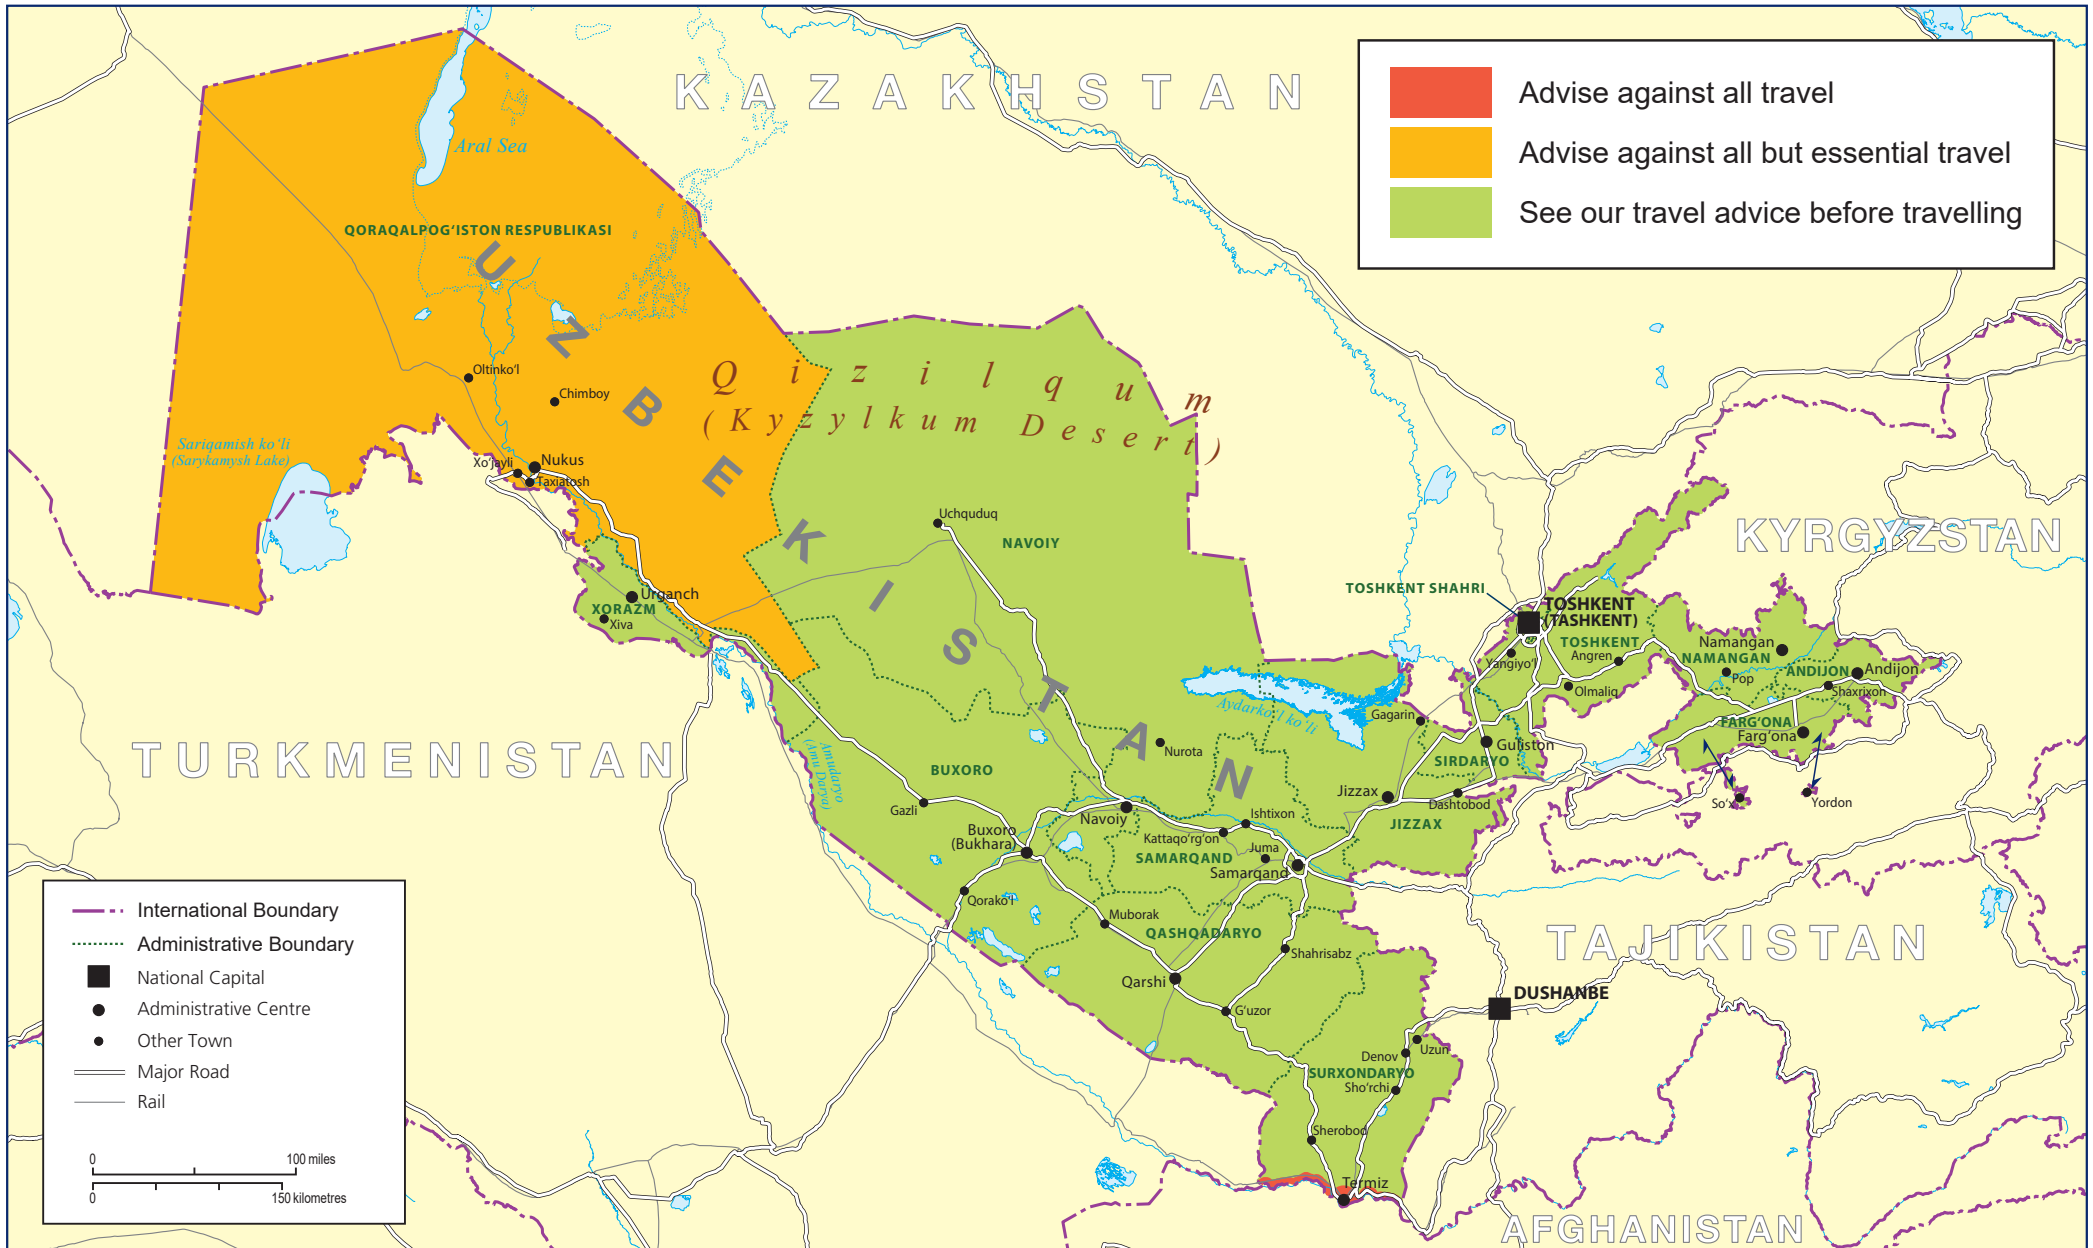 KAZAKHSTAN
Advise against all travel
Advise against all but essential travel
See our travel advice before travelling
Aral Sea
QORAQALPOG‘ISTON RESPUBLIKASI
UZBEKISTAN
Qizilqum
(Kyzylkum Desert)
Oltinko‘l
Chimboy
Sariqamish ko‘li
(Sarykamysh Lake)
Xo‘jayli
Nukus
Taxiatosh
Uchquduq
NAVOIY
KYRGYZSTAN
TOSHKENT SHAHRI
TOSHKENT
(TASHKENT)
Urganch
XORAZM
Xiva
TOSHKENT
Yangiyo‘l
Angren
Olmaliq
Namangan
NAMANGAN
Pop
ANDIJON
Andijon
Shaxrixon
FARG‘ONA
Farg‘ona
So‘x
Yordon
Aydarko‘l ko‘li
Gagarin
Guliston
SIRDARYO
TURKMENISTAN
Amudaryo
(Amu Darya)
BUXORO
Nurota
Gazli
Jizzax
Dashtobod
JIZZAX
Navoiy
Buxoro
(Bukhara)
Ishtixon
Kattaqo‘rg‘on
Juma
SAMARQAND
Samarqand
Qorako‘l
Muborak
QASHQADARYO
Shahrisabz
TAJIKISTAN
Qarshi
G‘uzor
DUSHANBE
Uzun
Denov
SURXONDARYO
Sho‘rchi
Sherobod
Termiz
AFGHANISTAN
International Boundary
Administrative Boundary
National Capital
Administrative Centre
Other Town
Major Road
Rail
0 100 miles
0 150 kilometres